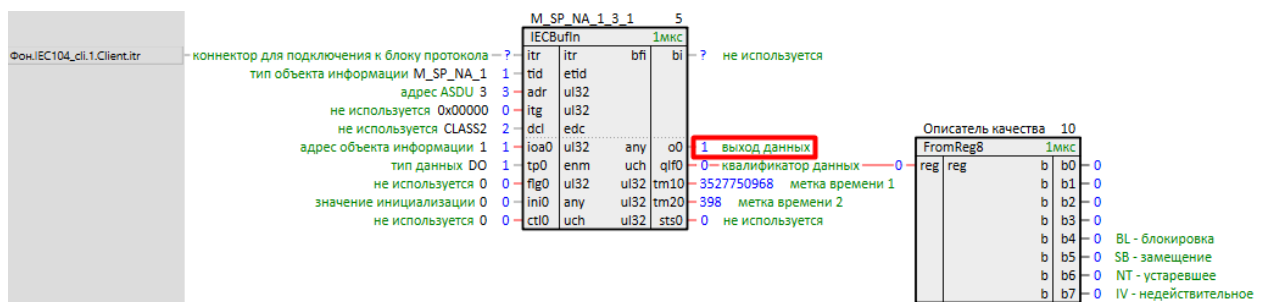 M_SP_NA_1_3_1 5
IECBufIn 1мкс
Фон.IEC104_cli.1.Client.itr коннектор для подключения к блоку протокола ? itr itr bfi bi ? не используется
тип объекта информации M_SP_NA_1 1 tid etid
адрес ASDU 3 3 adr ul32
не используется 0x00000 0 itg ul32
не используется CLASS2 2 dcl edc
Описатель качества 10
адрес объекта информации 1 1 ioa0 ul32 any o0 1 выход данных FromReg8 1мкс
тип данных DO 1 tp0 enm uch qlf0 0 квалификатор данных 0 reg reg b b0 0
не используется 0 0 flg0 ul32 ul32 tm10 3527750968 метка времени 1 b b1 0
значение инициализации 0 0 ini0 any ul32 tm20 398 метка времени 2 b b2 0
не используется 0 0 ctl0 uch ul32 sts0 0 не используется b b3 0
b b4 0 BL - блокировка
b b5 0 SB - замещение
b b6 0 NT - устаревшее
b b7 0 IV - недействительное